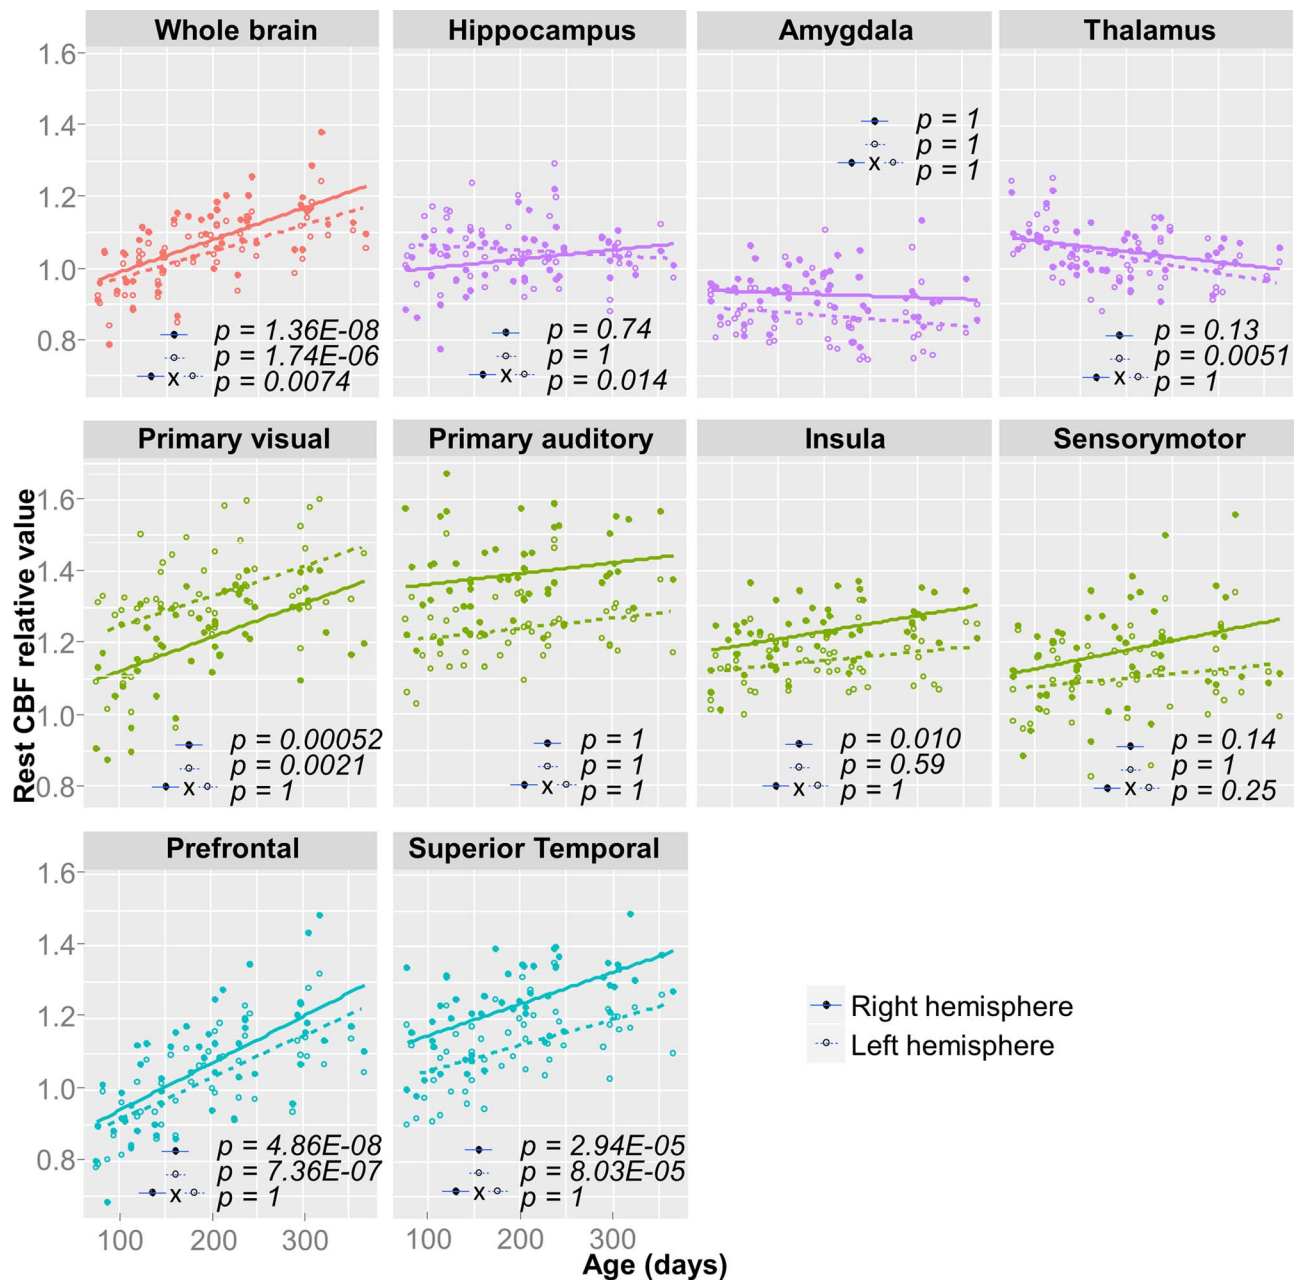 Whole brain
Hippocampus
Amygdala
Thalamus
1.6
1.4
1.2
1.0
0.8
p = 1.36E-08
p = 1.74E-06
x p = 0.0074
p = 0.74
p = 1
x p = 0.014
p = 1
p = 1
x p = 1
p = 0.13
p = 0.0051
x p = 1
Primary visual
Primary auditory
Insula
Sensorymotor
Rest CBF relative value
1.6
1.4
1.2
1.0
0.8
p = 0.00052
p = 0.0021
x p = 1
p = 1
p = 1
x p = 1
p = 0.010
p = 0.59
x p = 1
p = 0.14
p = 1
x p = 0.25
Prefrontal
Superior Temporal
1.6
1.4
1.2
1.0
0.8
p = 4.86E-08
p = 7.36E-07
x p = 1
p = 2.94E-05
p = 8.03E-05
x p = 1
Right hemisphere
Left hemisphere
100 200 300
100 200 300
Age (days)